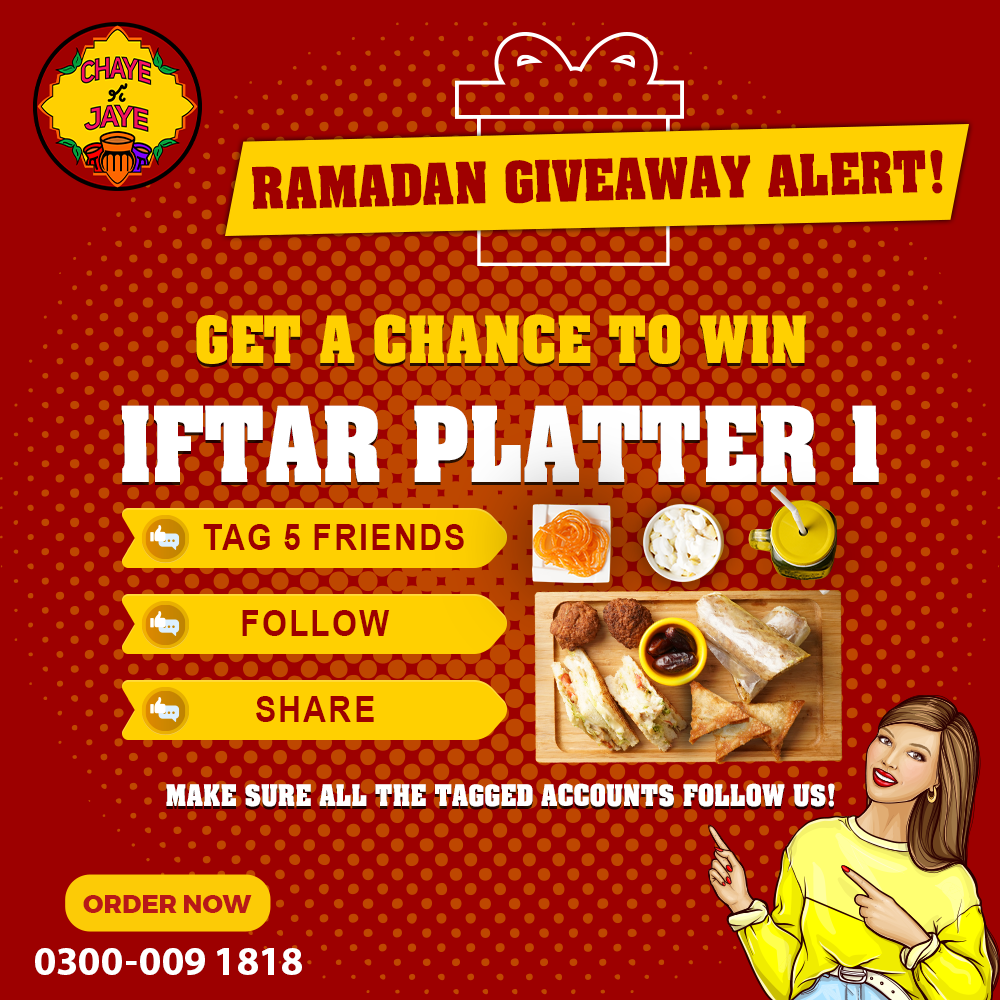 CHAYE
JAYE
RAMADAN GIVEAWAY ALERT!
GET A CHANCE TO WIN
IFTAR PLATTER 1
TAG 5 FRIENDS
FOLLOW
SHARE
MAKE SURE ALL THE TAGGED ACCOUNTS FOLLOW US!
ORDER NOW
0300-009 1818